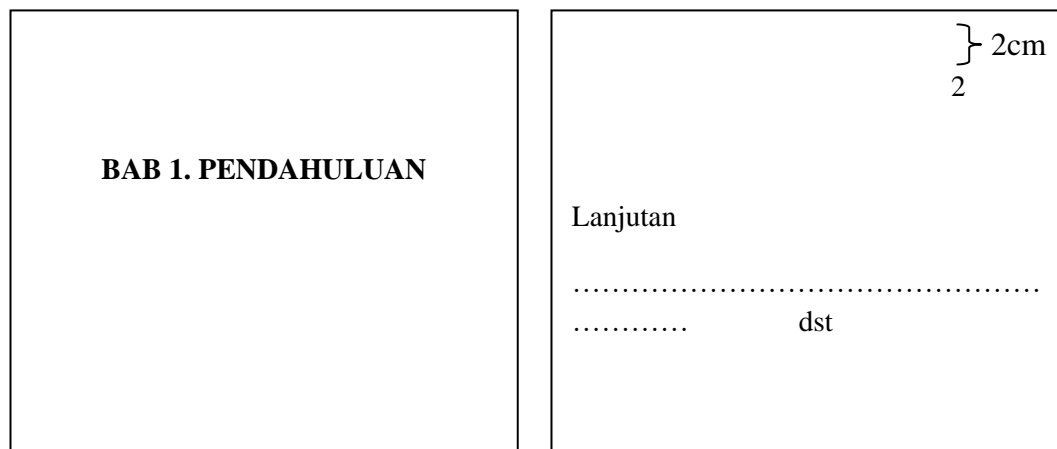 BAB 1. PENDAHULUAN
2cm
2
Lanjutan
……………………………………….…
………… dst